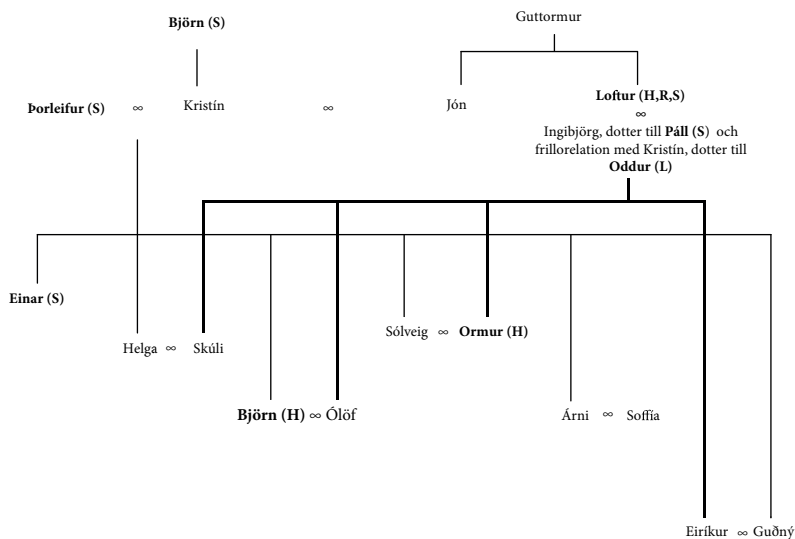 Björn (S)
Guttormur
Þorleifur (S) ∞ Kristín ∞ Jón
Loftur (H,R,S)
∞
Ingibjörg, dotter till Páll (S) och
frillorelation med Kristín, dotter till
Oddur (L)
Einar (S)
Helga ∞ Skúli
Sólveig ∞ Ormur (H)
Björn (H) ∞ Ólöf
Árni ∞ Soffía
Eiríkur ∞ Guðný